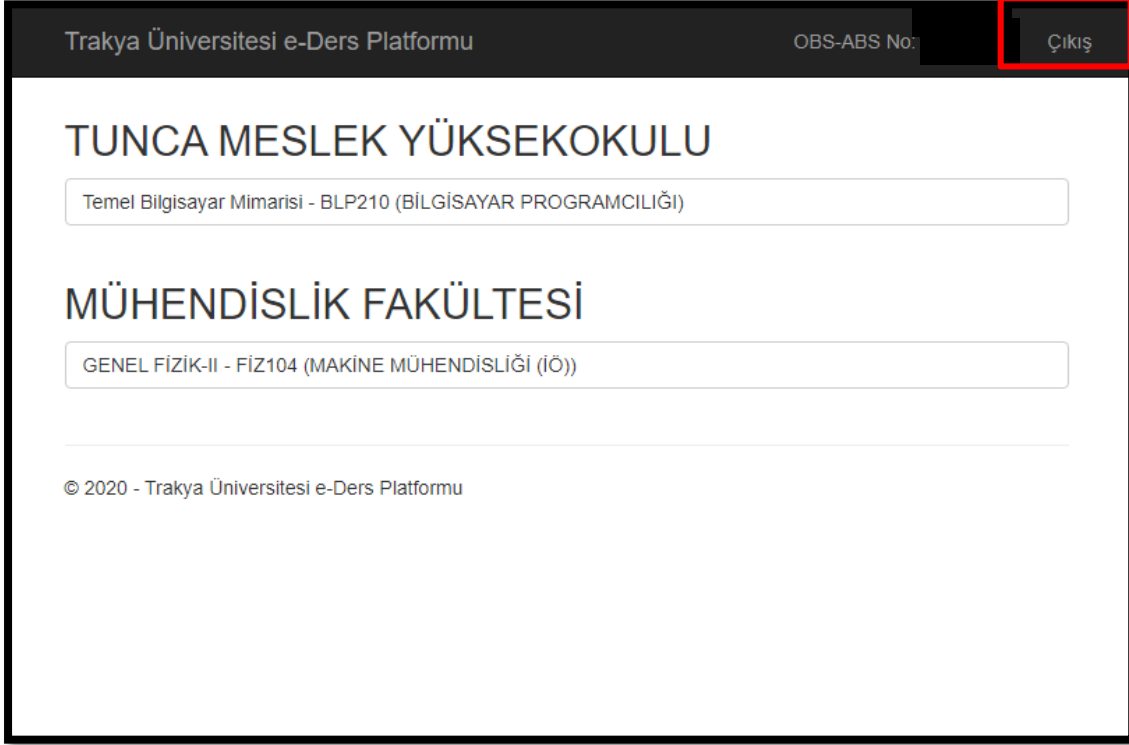 Trakya Üniversitesi e-Ders Platformu OBS-ABS No: Çıkış
TUNCA MESLEK YÜKSEKOKULU
Temel Bilgisayar Mimarisi - BLP210 (BİLGİSAYAR PROGRAMCILIĞI)
MÜHENDİSLİK FAKÜLTESİ
GENEL FİZİK-II - FİZ104 (MAKİNE MÜHENDİSLİĞİ (İÖ))
© 2020 - Trakya Üniversitesi e-Ders Platformu